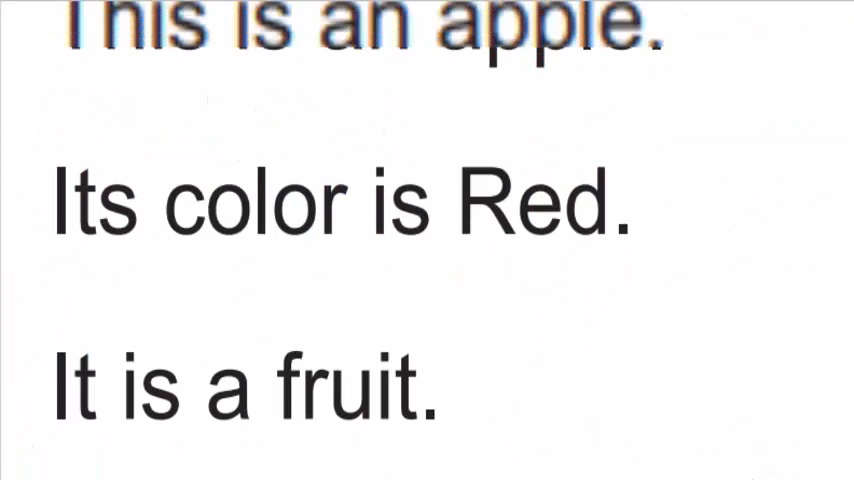 This is an apple.
Its color is Red.
It is a fruit.